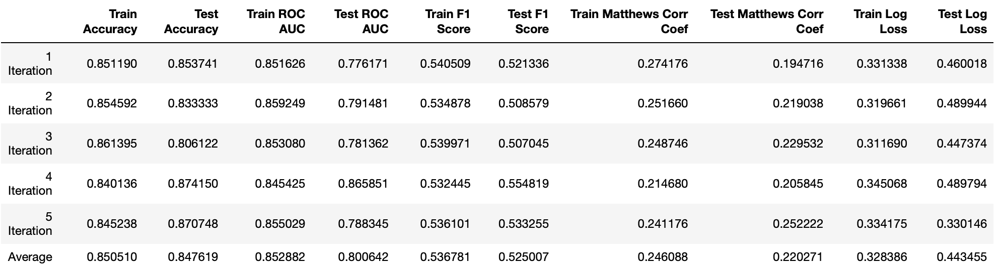 Train Accuracy Test Accuracy Train ROC AUC Test ROC AUC Train F1 Score Test F1 Score Train Matthews Corr Coef Test Matthews Corr Coef Train Log Loss Test Log Loss
1 Iteration 0.851190 0.853741 0.851626 0.776171 0.540509 0.521336 0.274176 0.194716 0.331338 0.460018
2 Iteration 0.854592 0.833333 0.859249 0.791481 0.534878 0.508579 0.251660 0.219038 0.319661 0.489944
3 Iteration 0.861395 0.806122 0.853080 0.781362 0.539971 0.507045 0.248746 0.229532 0.311690 0.447374
4 Iteration 0.840136 0.874150 0.845425 0.865851 0.532445 0.554819 0.214680 0.205845 0.345068 0.489794
5 Iteration 0.845238 0.870748 0.855029 0.788345 0.536101 0.533255 0.241176 0.252222 0.334175 0.330146
Average 0.850510 0.847619 0.852882 0.800642 0.536781 0.525007 0.246088 0.220271 0.328386 0.443455